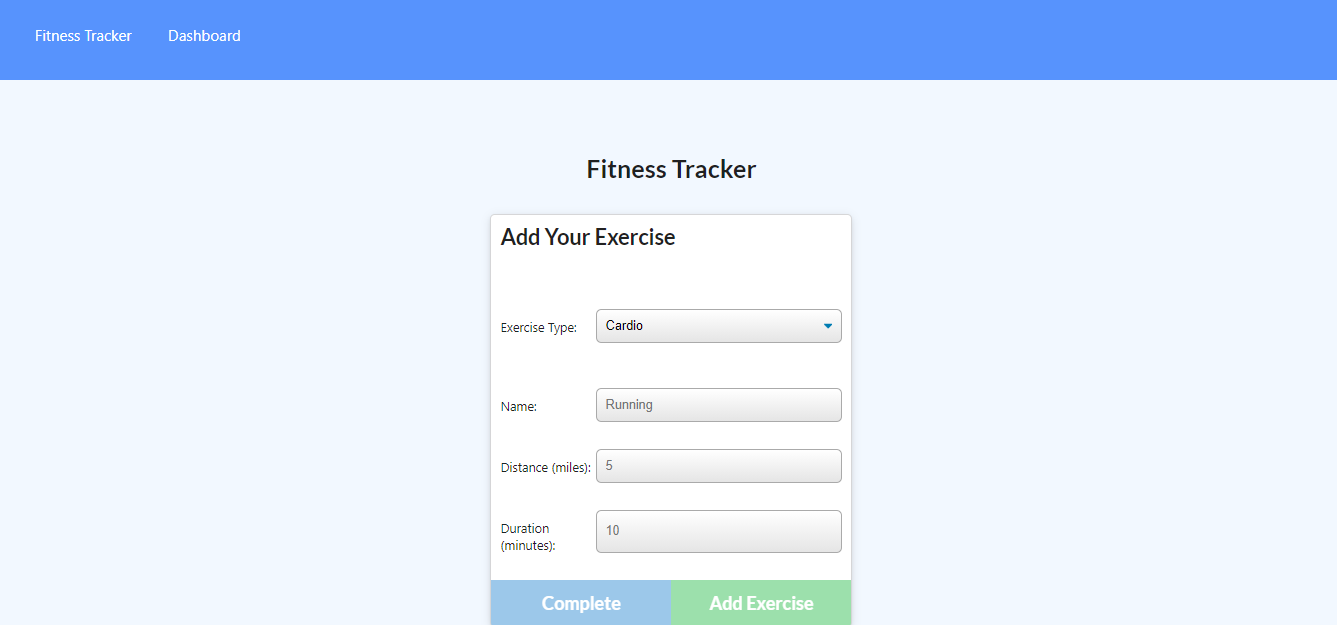 Fitness Tracker Dashboard
Fitness Tracker
Add Your Exercise
Exercise Type: Cardio
Name: Running
Distance (miles): 5
Duration
(minutes): 10
Complete Add Exercise